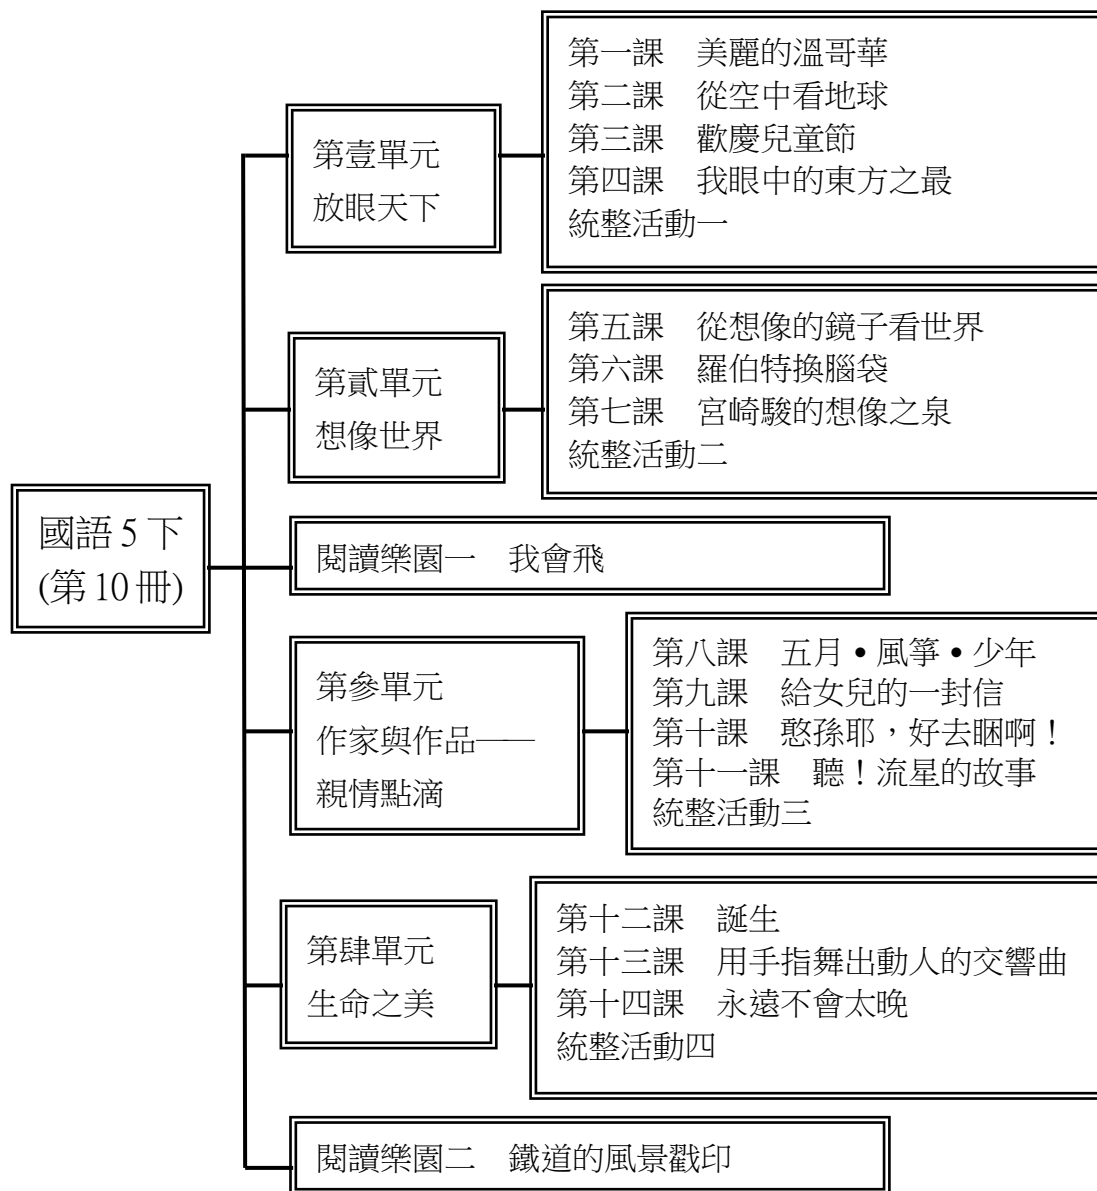 國語 5 下
(第 10 冊)
第壹單元
放眼天下
第一課　美麗的溫哥華
第二課　從空中看地球
第三課　歡慶兒童節
第四課　我眼中的東方之最
統整活動一
第貳單元
想像世界
第五課　從想像的鏡子看世界
第六課　羅伯特換腦袋
第七課　宮崎駿的想像之泉
統整活動二
閱讀樂園一　我會飛
第參單元
作家與作品——
親情點滴
第八課　五月•風箏•少年
第九課　給女兒的一封信
第十課　憨孫耶，好去睏啊！
第十一課　聽！流星的故事
統整活動三
第肆單元
生命之美
第十二課　誕生
第十三課　用手指舞出動人的交響曲
第十四課　永遠不會太晚
統整活動四
閱讀樂園二　鐵道的風景戳印